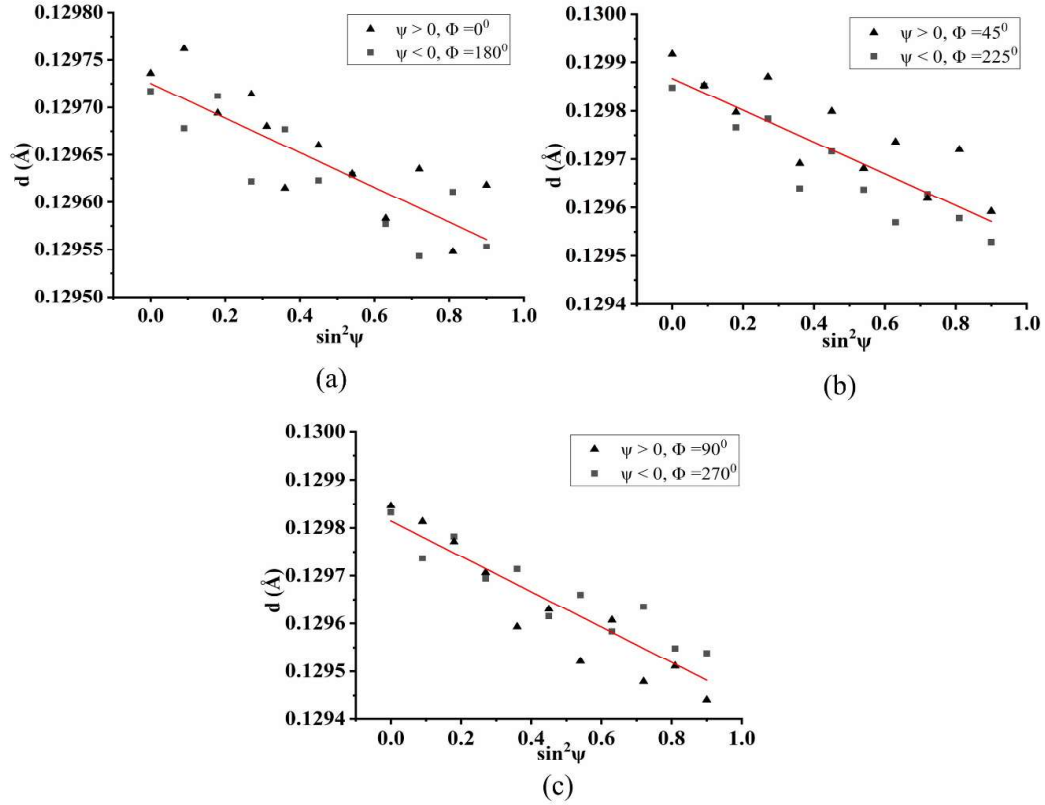 0.12980
0.12975
0.12970
0.12965
0.12960
0.12955
0.12950
d (Å)
ψ > 0, Φ =0⁰
ψ < 0, Φ =180⁰
0.0 0.2 0.4 0.6 0.8 1.0
sin²ψ
(a)
0.1300
0.1299
0.1298
0.1297
0.1296
0.1295
0.1294
d (Å)
ψ > 0, Φ =45⁰
ψ < 0, Φ =225⁰
0.0 0.2 0.4 0.6 0.8 1.0
sin²ψ
(b)
0.1300
0.1299
0.1298
0.1297
0.1296
0.1295
0.1294
d (Å)
ψ > 0, Φ =90⁰
ψ < 0, Φ =270⁰
0.0 0.2 0.4 0.6 0.8 1.0
sin²ψ
(c)